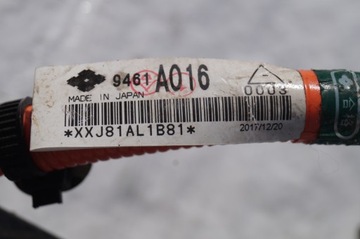 9461 A016
MADE IN JAPAN
0003
*XXJ81AL1B81*
2017/12/20